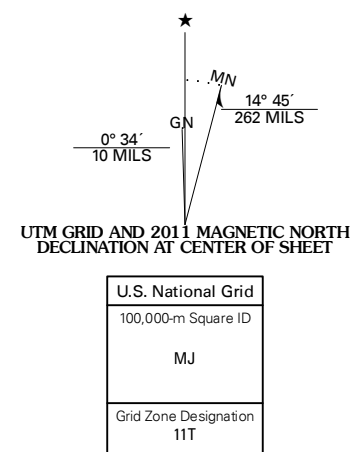 ★
MN
GN
14° 45´
262 MILS
0° 34´
10 MILS
UTM GRID AND 2011 MAGNETIC NORTH
DECLINATION AT CENTER OF SHEET
U.S. National Grid
100,000-m Square ID
MJ
Grid Zone Designation
11T